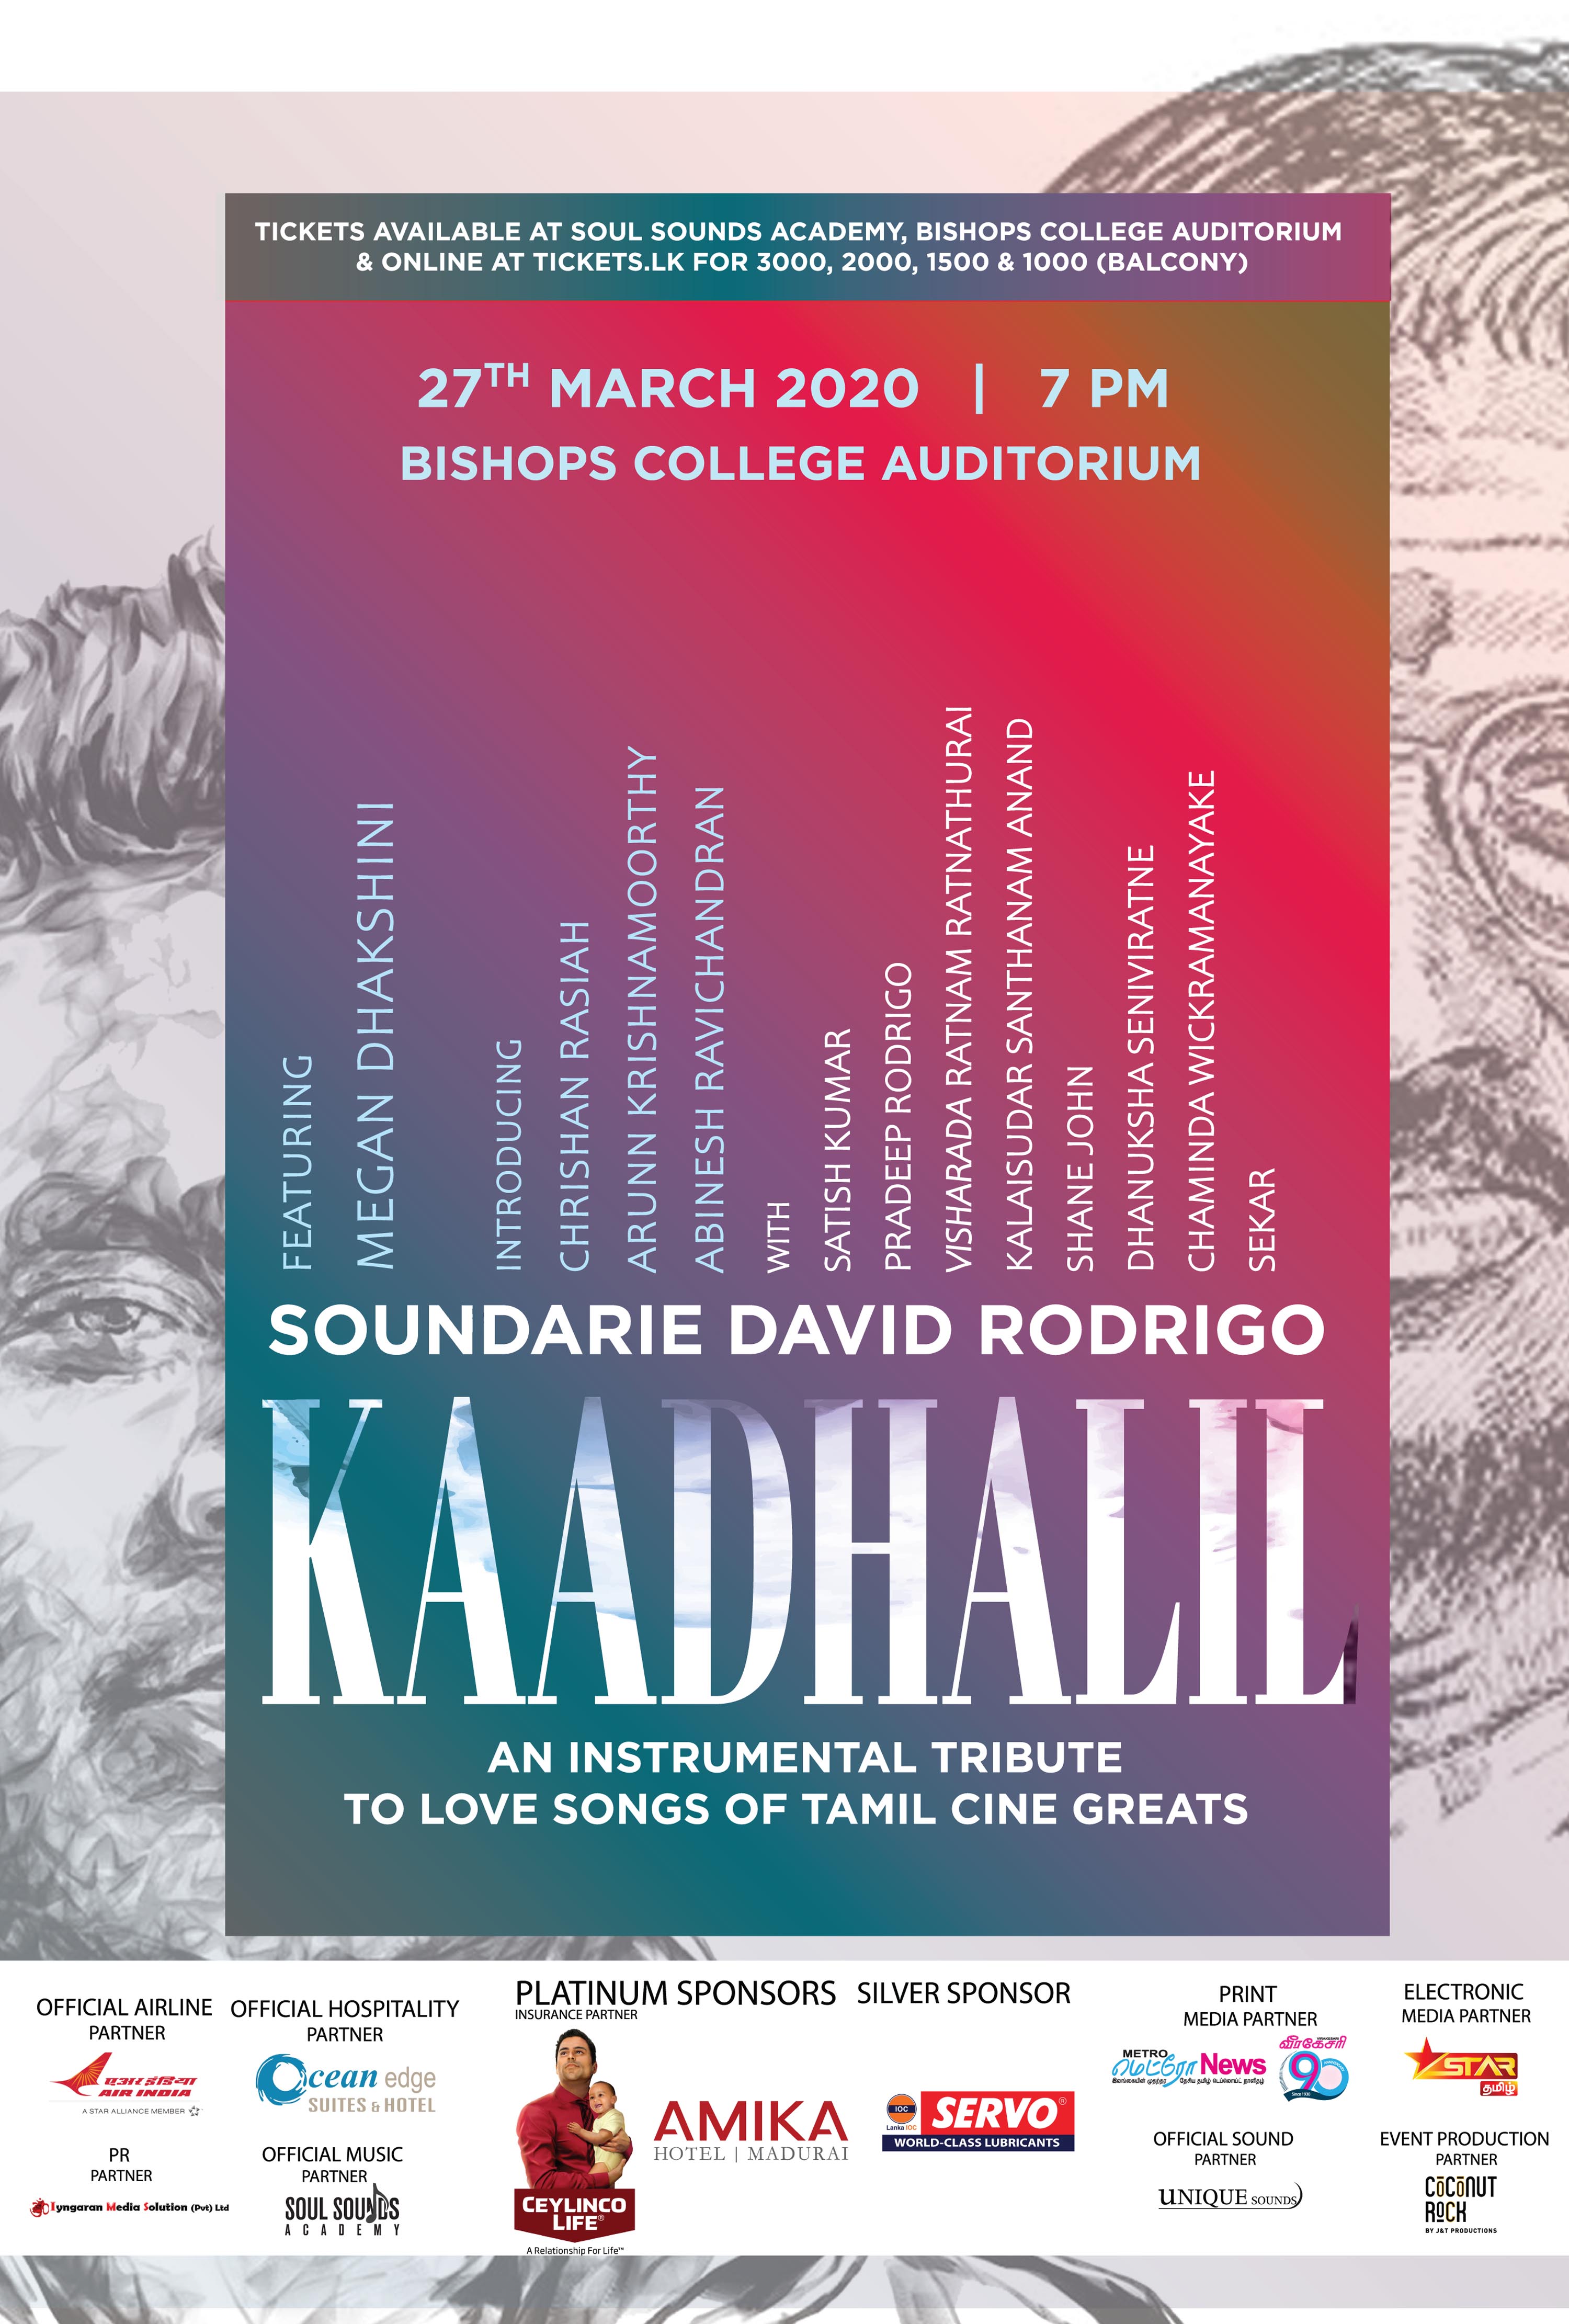 TICKETS AVAILABLE AT SOUL SOUNDS ACADEMY, BISHOPS COLLEGE AUDITORIUM
& ONLINE AT TICKETS.LK FOR 3000, 2000, 1500 & 1000 (BALCONY)
27TH MARCH 2020 | 7 PM
BISHOPS COLLEGE AUDITORIUM
FEATURING
MEGAN DHAKSHINI
INTRODUCING
CHRISHAN RASIAH
ARUNN KRISHNAMOORTHY
ABINESH RAVICHANDRAN
WITH
SATISH KUMAR
PRADEEP RODRIGO
VISHARADA RATNAM RATNATHURAI
KALAISUDAR SANTHANAM ANAND
SHANE JOHN
DHANUKSHA SENIVIRATNE
CHAMINDA WICKRAMANAYAKE
SEKAR
SOUNDARIE DAVID RODRIGO
KAADHALIL
AN INSTRUMENTAL TRIBUTE
TO LOVE SONGS OF TAMIL CINE GREATS
OFFICIAL AIRLINE
PARTNER
एअर इंडिया
AIR INDIA
A STAR ALLIANCE MEMBER
OFFICIAL HOSPITALITY
PARTNER
Ocean edge
SUITES & HOTEL
PR
PARTNER
Iyngaran Media Solution (Pvt) Ltd
OFFICIAL MUSIC
PARTNER
SOUL SOUNDS
ACADEMY
PLATINUM SPONSORS
INSURANCE PARTNER
CEYLINCO
LIFE®
A Relationship For Life™
AMIKA
HOTEL | MADURAI
SILVER SPONSOR
IOC
Lanka IOC
SERVO®
WORLD-CLASS LUBRICANTS
PRINT
MEDIA PARTNER
METRO
மெட்ரோ News
வீரகேசரி
90
Since 1930
ELECTRONIC
MEDIA PARTNER
STAR
தமிழ்
OFFICIAL SOUND
PARTNER
UNIQUE SOUNDS
EVENT PRODUCTION
PARTNER
COCONUT
ROCK
BY J&T PRODUCTIONS